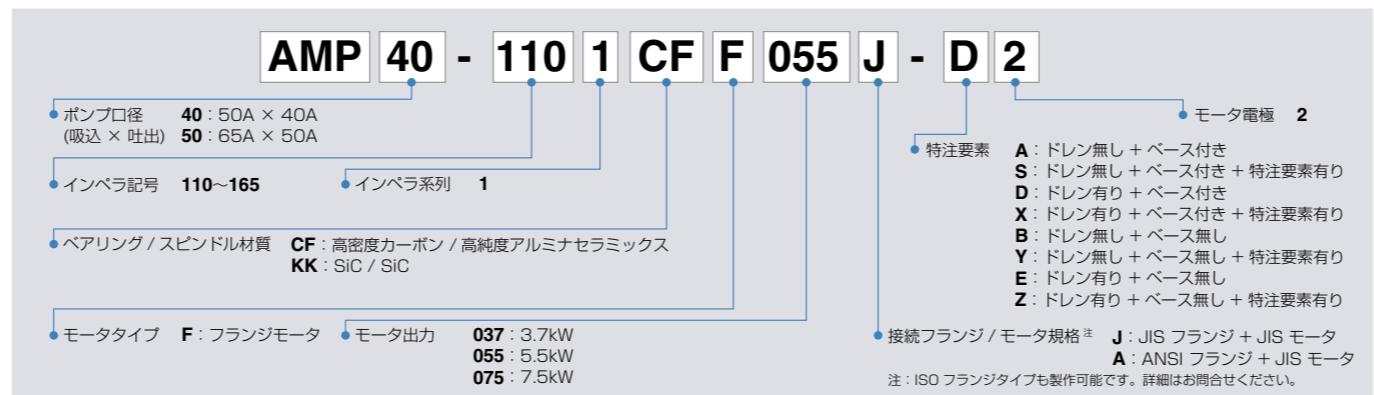 AMP 40 - 110 1 CF F 055 J - D 2
ポンプ口径 40：50A × 40A
(吸込 × 吐出) 50：65A × 50A
インペラ記号 110～165
インペラ系列 1
ベアリング / スピンドル材質 CF：高密度カーボン / 高純度アルミナセラミックス
KK：SiC / SiC
モータタイプ F：フランジモータ
モータ出力 037：3.7kW
055：5.5kW
075：7.5kW
モータ電極 2
特注要素 A：ドレン無し + ベース付き
S：ドレン無し + ベース付き + 特注要素有り
D：ドレン有り + ベース付き
X：ドレン有り + ベース付き + 特注要素有り
B：ドレン無し + ベース無し
Y：ドレン無し + ベース無し + 特注要素有り
E：ドレン有り + ベース無し
Z：ドレン有り + ベース無し + 特注要素有り
接続フランジ / モータ規格 注 J：JIS フランジ + JIS モータ
A：ANSI フランジ + JIS モータ
注：ISO フランジタイプも製作可能です。詳細はお問合せください。